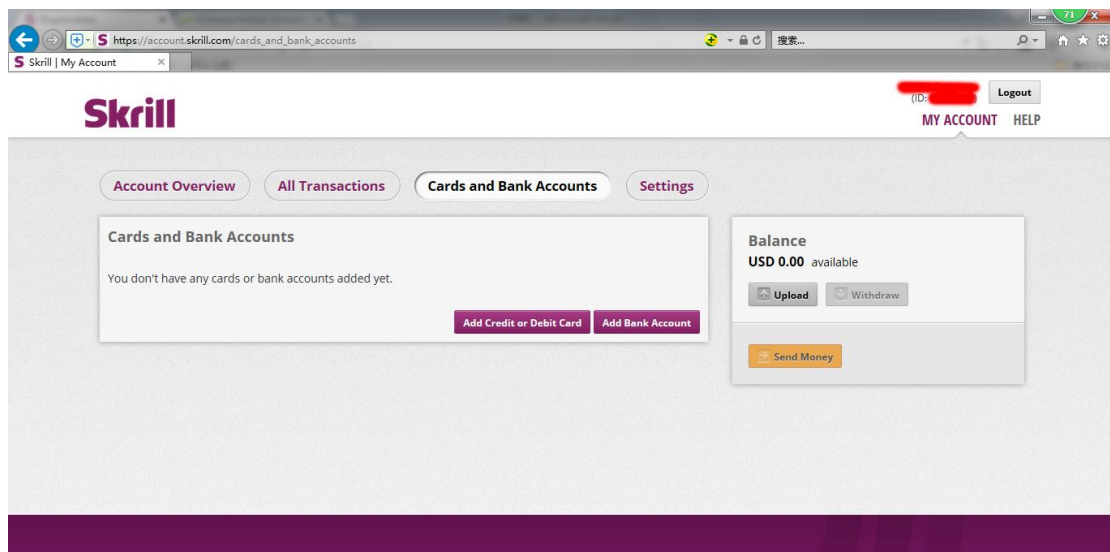 71
https://account.skrill.com/cards_and_bank_accounts
搜索...
Skrill | My Account
Skrill
(ID:
Logout
MY ACCOUNT HELP
Account Overview All Transactions Cards and Bank Accounts Settings
Cards and Bank Accounts
You don't have any cards or bank accounts added yet.
Add Credit or Debit Card Add Bank Account
Balance
USD 0.00 available
Upload Withdraw
Send Money